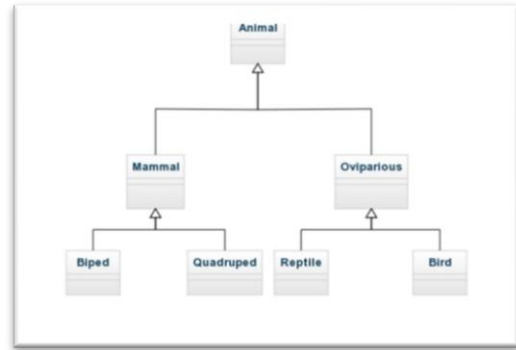 Animal
Mammal
Oviparious
Biped
Quadruped
Reptile
Bird